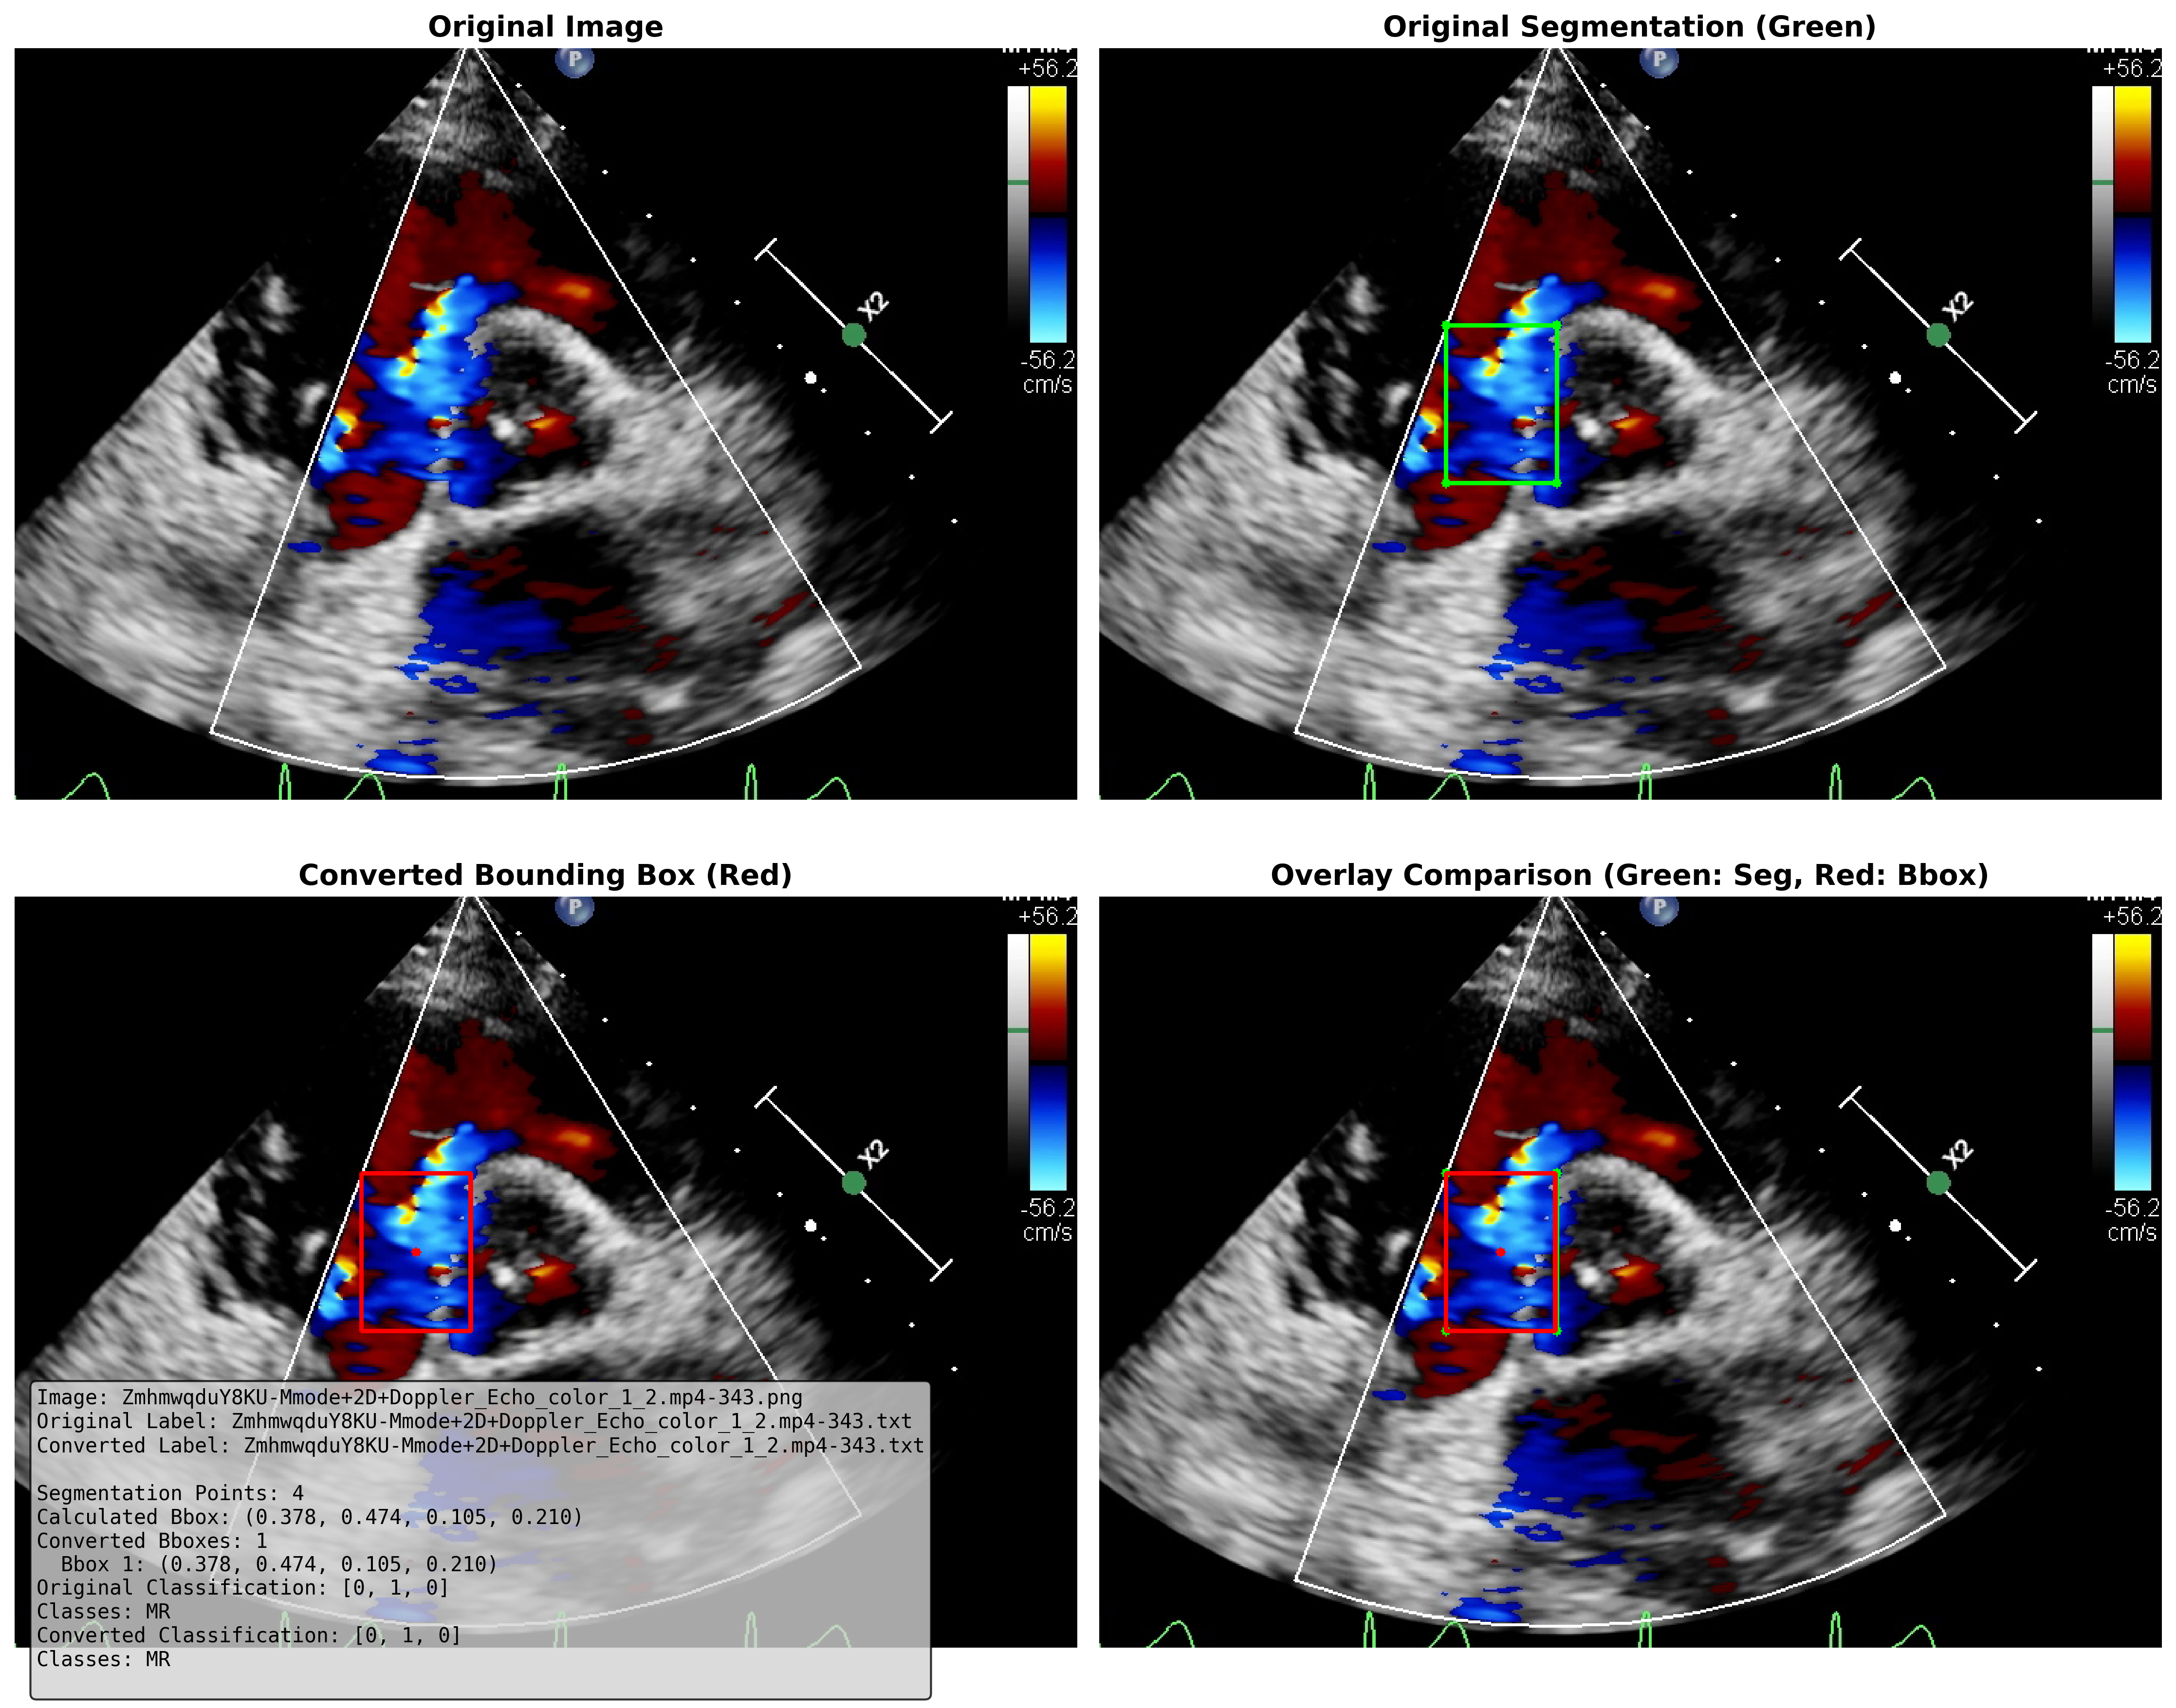 Original Image
Original Segmentation (Green)
P
+56.2
-56.2
cm/s
X2
P
+56.2
-56.2
cm/s
X2
Converted Bounding Box (Red)
Overlay Comparison (Green: Seg, Red: Bbox)
P
+56.2
-56.2
cm/s
X2
P
+56.2
-56.2
cm/s
X2
Image: ZmhmwqduY8KU-Mmode+2D+Doppler_Echo_color_1_2.mp4-343.png
Original Label: ZmhmwqduY8KU-Mmode+2D+Doppler_Echo_color_1_2.mp4-343.txt
Converted Label: ZmhmwqduY8KU-Mmode+2D+Doppler_Echo_color_1_2.mp4-343.txt
Segmentation Points: 4
Calculated Bbox: (0.378, 0.474, 0.105, 0.210)
Converted Bboxes: 1
Bbox 1: (0.378, 0.474, 0.105, 0.210)
Original Classification: [0, 1, 0]
Classes: MR
Converted Classification: [0, 1, 0]
Classes: MR